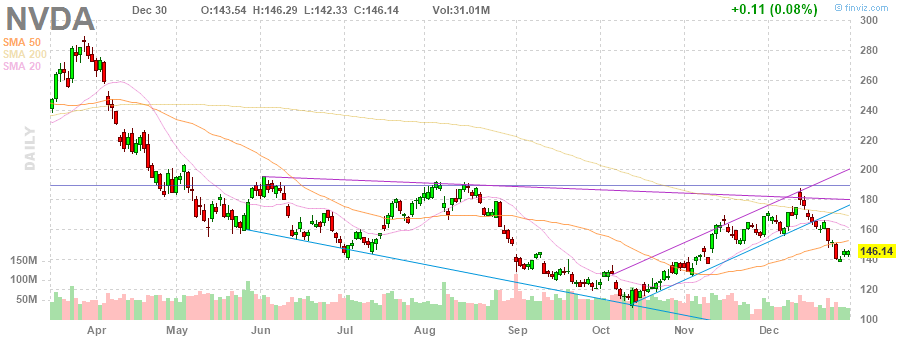 NVDA Dec 30 O:143.54 H:146.29 L:142.33 C:146.14 Vol:31.01M +0.11 (0.08%) @ finviz.com
SMA 50
SMA 200
SMA 20
DAILY
300
280
260
240
220
200
180
160
146.14
140
120
100
150M
100M
50M
Apr May Jun Jul Aug Sep Oct Nov Dec